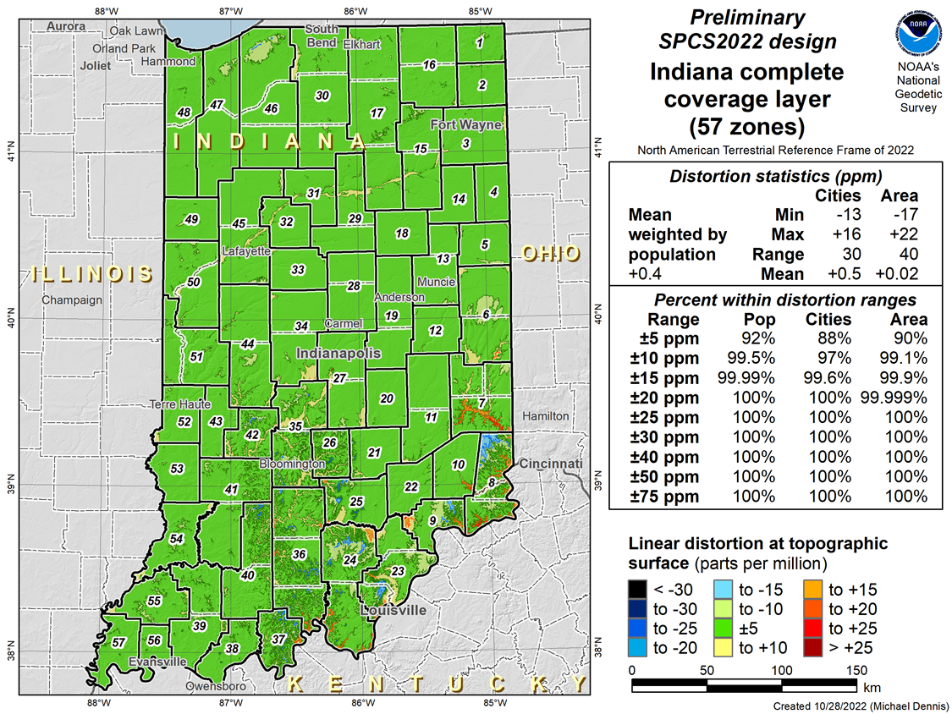 88°W 87°W 86°W 85°W
Aurora
Oak Lawn
Orland Park
Joliet
Hammond
South
Bend
Elkhart
1
16
2
48
47
46
30
17
Fort Wayne
3
I N D I A N A
15
41°N 41°N
31
14
4
49
45
32
29
18
5
Lafayette
13
ILLINOIS
OHIO
33
50
28
Muncie
Anderson
Champaign
6
40°N 40°N
34
Carmel
19
12
44
51
Indianapolis
27
Terre Haute
20
7
52
43
35
11
Hamilton
42
26
21
53
Bloomington
10
Cincinnati
41
22
8
39°N 39°N
25
9
54
36
24
40
23
55
Louisville
39
57
56
37
38
38°N 38°N
Evansville
Owensboro
K E N T U C K Y
88°W 87°W 86°W 85°W
Preliminary
SPCS2022 design
Indiana complete
coverage layer
(57 zones)
NOAA
NOAA's
National
Geodetic
Survey
North American Terrestrial Reference Frame of 2022
Distortion statistics (ppm)
Cities Area
Mean Min -13 -17
weighted by Max +16 +22
population Range 30 40
+0.4 Mean +0.5 +0.02
Percent within distortion ranges
Range Pop Cities Area
±5 ppm 92% 88% 90%
±10 ppm 99.5% 97% 99.1%
±15 ppm 99.99% 99.6% 99.9%
±20 ppm 100% 100% 99.999%
±25 ppm 100% 100% 100%
±30 ppm 100% 100% 100%
±40 ppm 100% 100% 100%
±50 ppm 100% 100% 100%
±75 ppm 100% 100% 100%
Linear distortion at topographic
surface (parts per million)
< -30 to -15 to +15
to -30 to -10 to +20
to -25 ±5 to +25
to -20 to +10 > +25
0 50 100 150
km
Created 10/28/2022 (Michael Dennis)